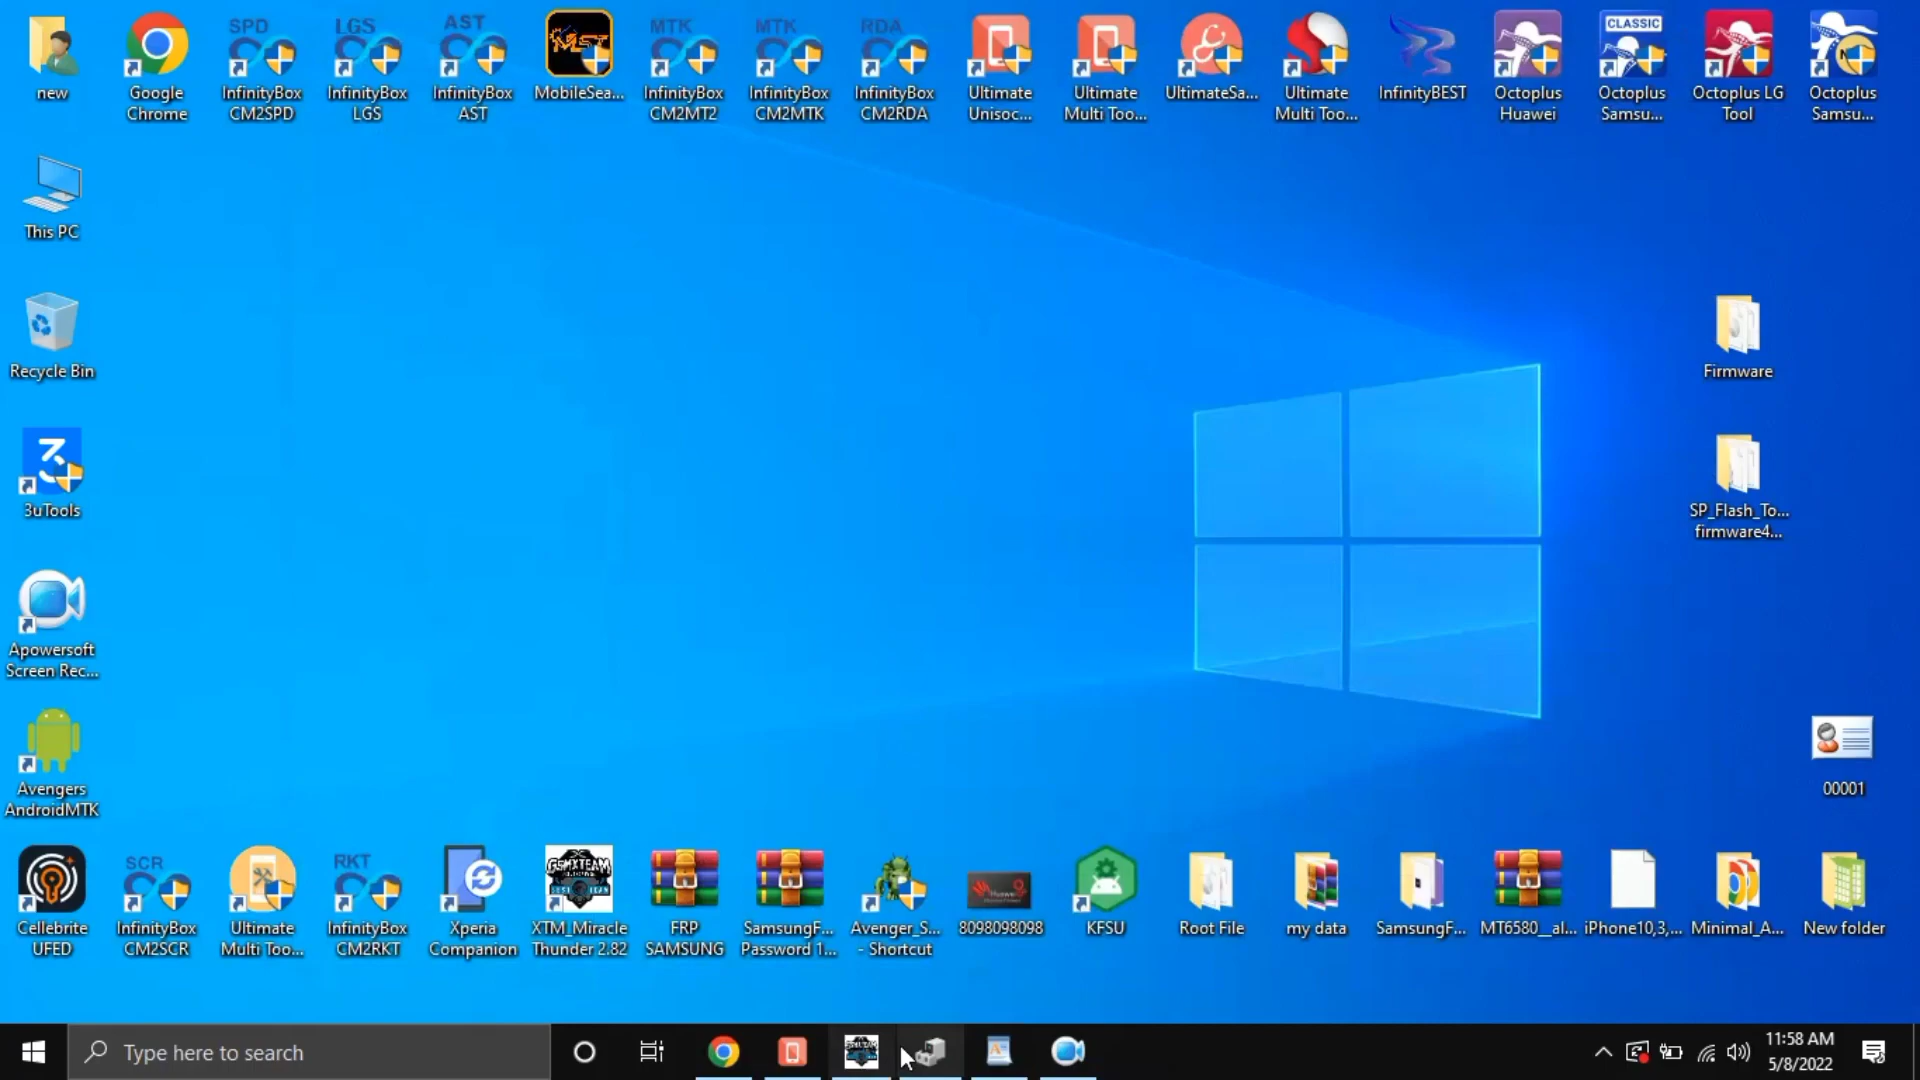 SPD
LGS
AST
MTK
MTK
RDA
CLASSIC
new
Google
Chrome
InfinityBox
CM2SPD
InfinityBox
LGS
InfinityBox
AST
MobileSea...
InfinityBox
CM2MT2
InfinityBox
CM2MTK
InfinityBox
CM2RDA
Ultimate
Unisoc...
Ultimate
Multi Too...
UltimateSa...
Ultimate
Multi Too...
InfinityBEST
Octoplus
Huawei
Octoplus
Samsu...
Octoplus LG
Tool
Octoplus
Samsu...
This PC
Recycle Bin
Firmware
3uTools
SP_Flash_To...
firmware4...
Apowersoft
Screen Rec...
Avengers
AndroidMTK
00001
SCR
RKT
GSMXTEAM
Cellebrite
UFED
InfinityBox
CM2SCR
Ultimate
Multi Too...
InfinityBox
CM2RKT
Xperia
Companion
XTM_Miracle
Thunder 2.82
FRP
SAMSUNG
SamsungF...
Password 1...
Avenger_S...
- Shortcut
8098098098
KFSU
Root File
my data
SamsungF...
MT6580__al...
iPhone10,3,...
Minimal_A...
New folder
Type here to search
11:58 AM
5/8/2022